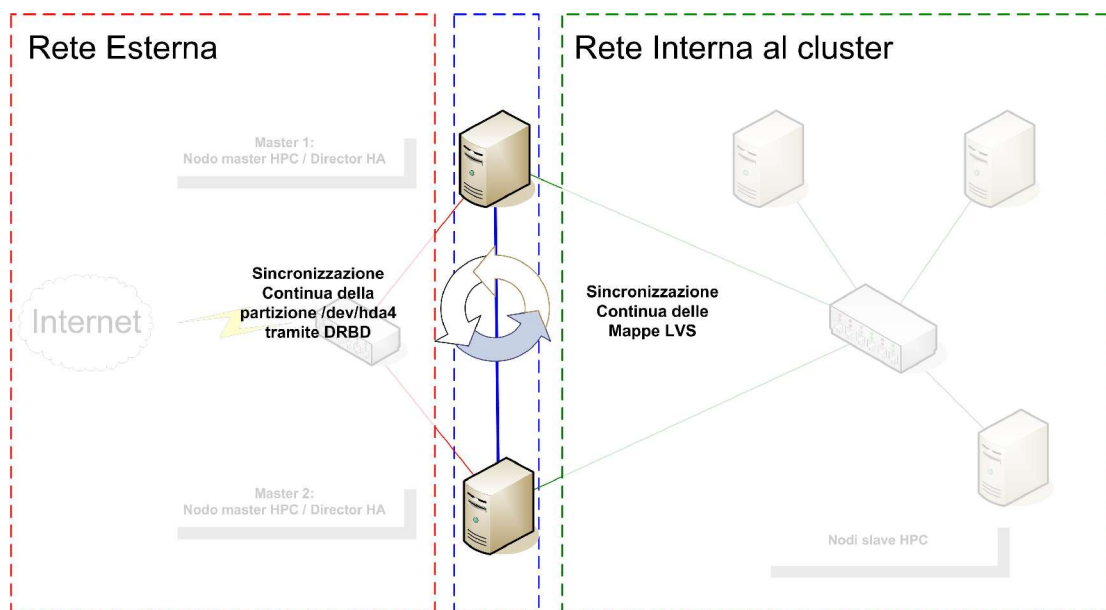 Rete Esterna
Rete Interna al cluster
Master 1:
Nodo master HPC / Director HA
Sincronizzazione
Continua della
partizione /dev/hda4
tramite DRBD
Internet
Sincronizzazione
Continua delle
Mappe LVS
Master 2:
Nodo master HPC / Director HA
Nodi slave HPC